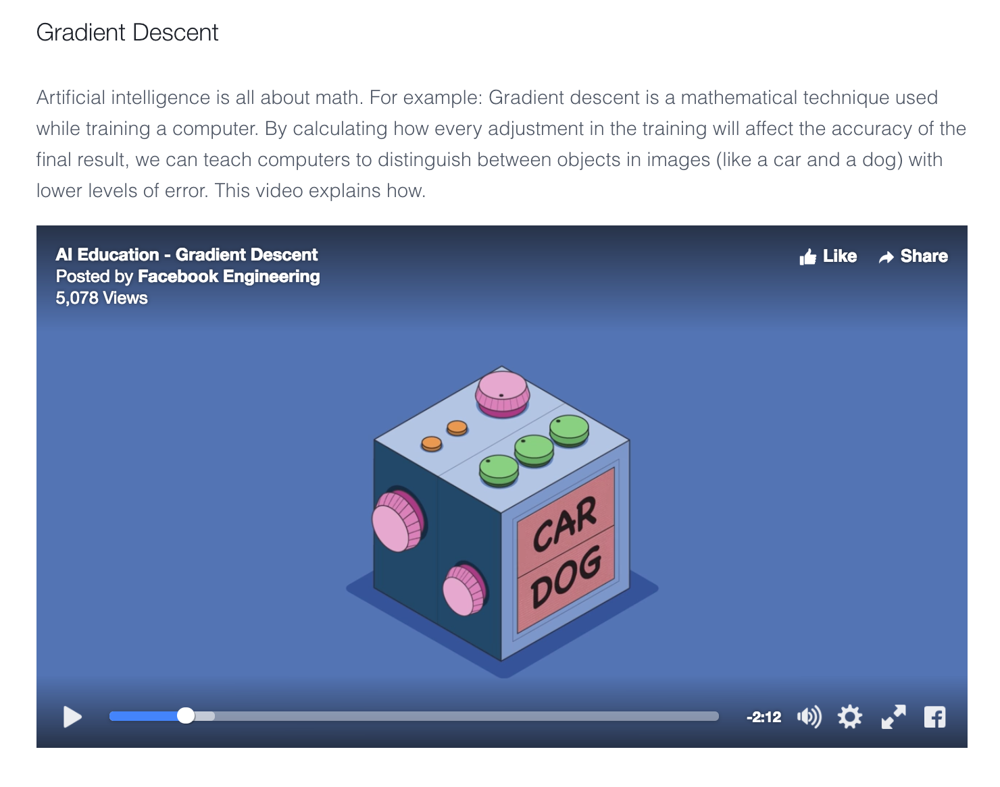 Gradient Descent
Artificial intelligence is all about math. For example: Gradient descent is a mathematical technique used
while training a computer. By calculating how every adjustment in the training will affect the accuracy of the
final result, we can teach computers to distinguish between objects in images (like a car and a dog) with
lower levels of error. This video explains how.
AI Education - Gradient Descent
Posted by Facebook Engineering
5,078 Views
Like
Share
CAR
DOG
-2:12